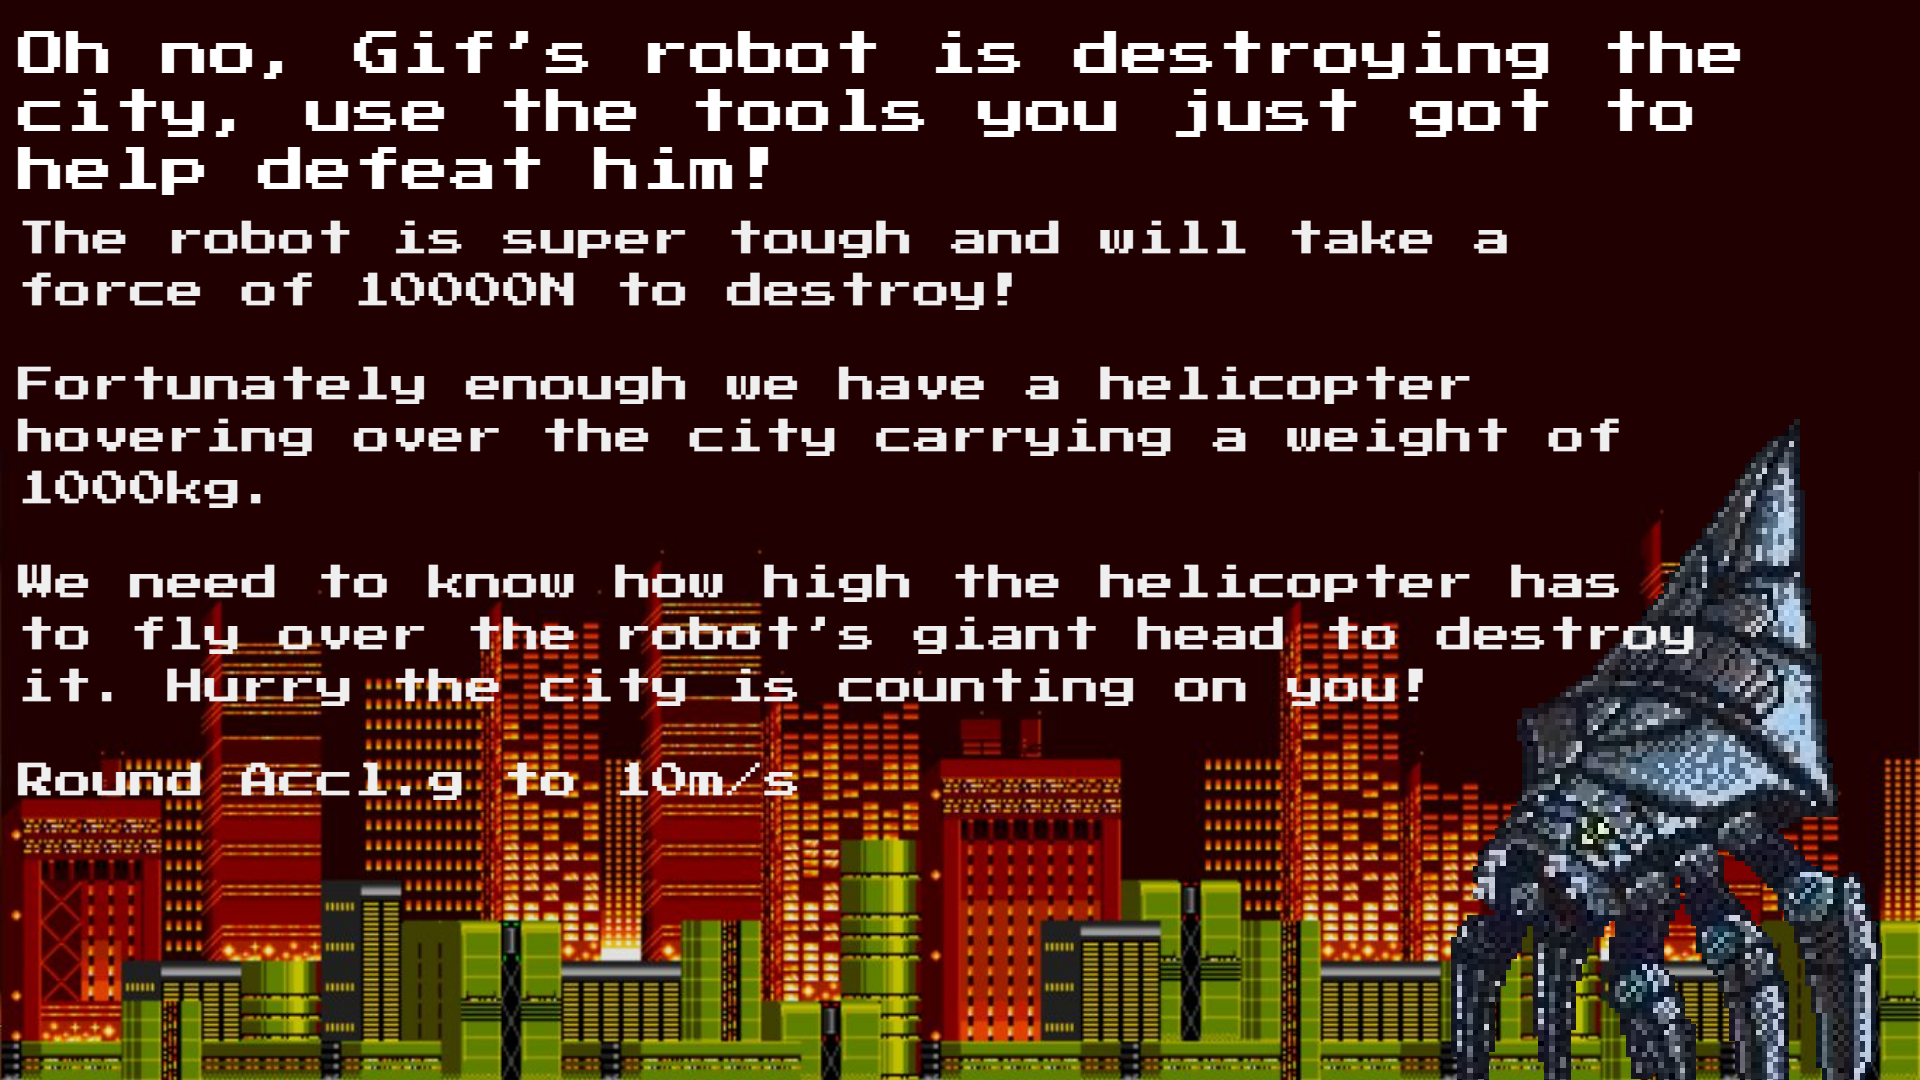 Oh no, Gif's robot is destroying the
city, use the tools you just got to
help defeat him!
The robot is super tough and will take a
force of 10000N to destroy!
Fortunately enough we have a helicopter
hovering over the city carrying a weight of
1000kg.
We need to know how high the helicopter has
to fly over the robot's giant head to destroy
it. Hurry the city is counting on you!
Round Accl.g to 10m/s